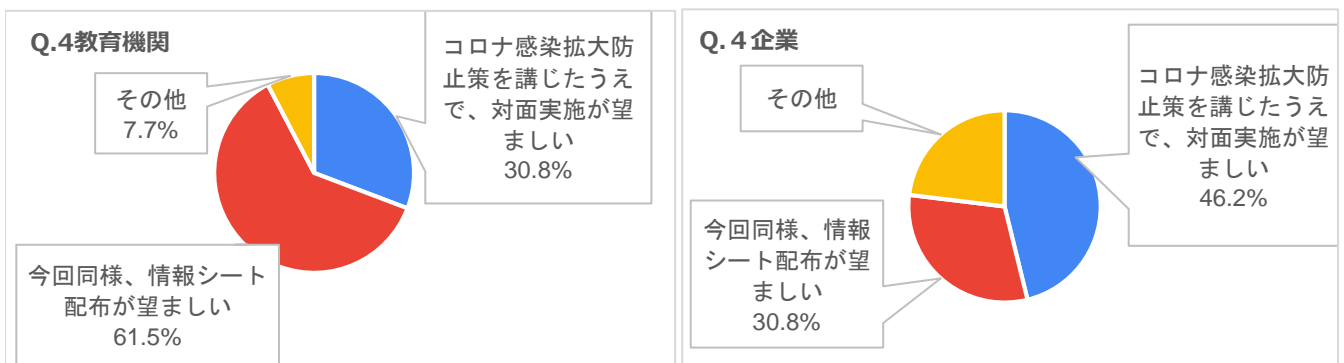 Q.4教育機関
コロナ感染拡大防
止策を講じたうえ
で、対面実施が望
ましい
30.8%
その他
7.7%
今回同様、情報シート
配布が望ましい
61.5%
Q.４企業
その他
コロナ感染拡大防
止策を講じたうえ
で、対面実施が望
ましい
46.2%
今回同様、情報
シート配布が望
ましい
30.8%